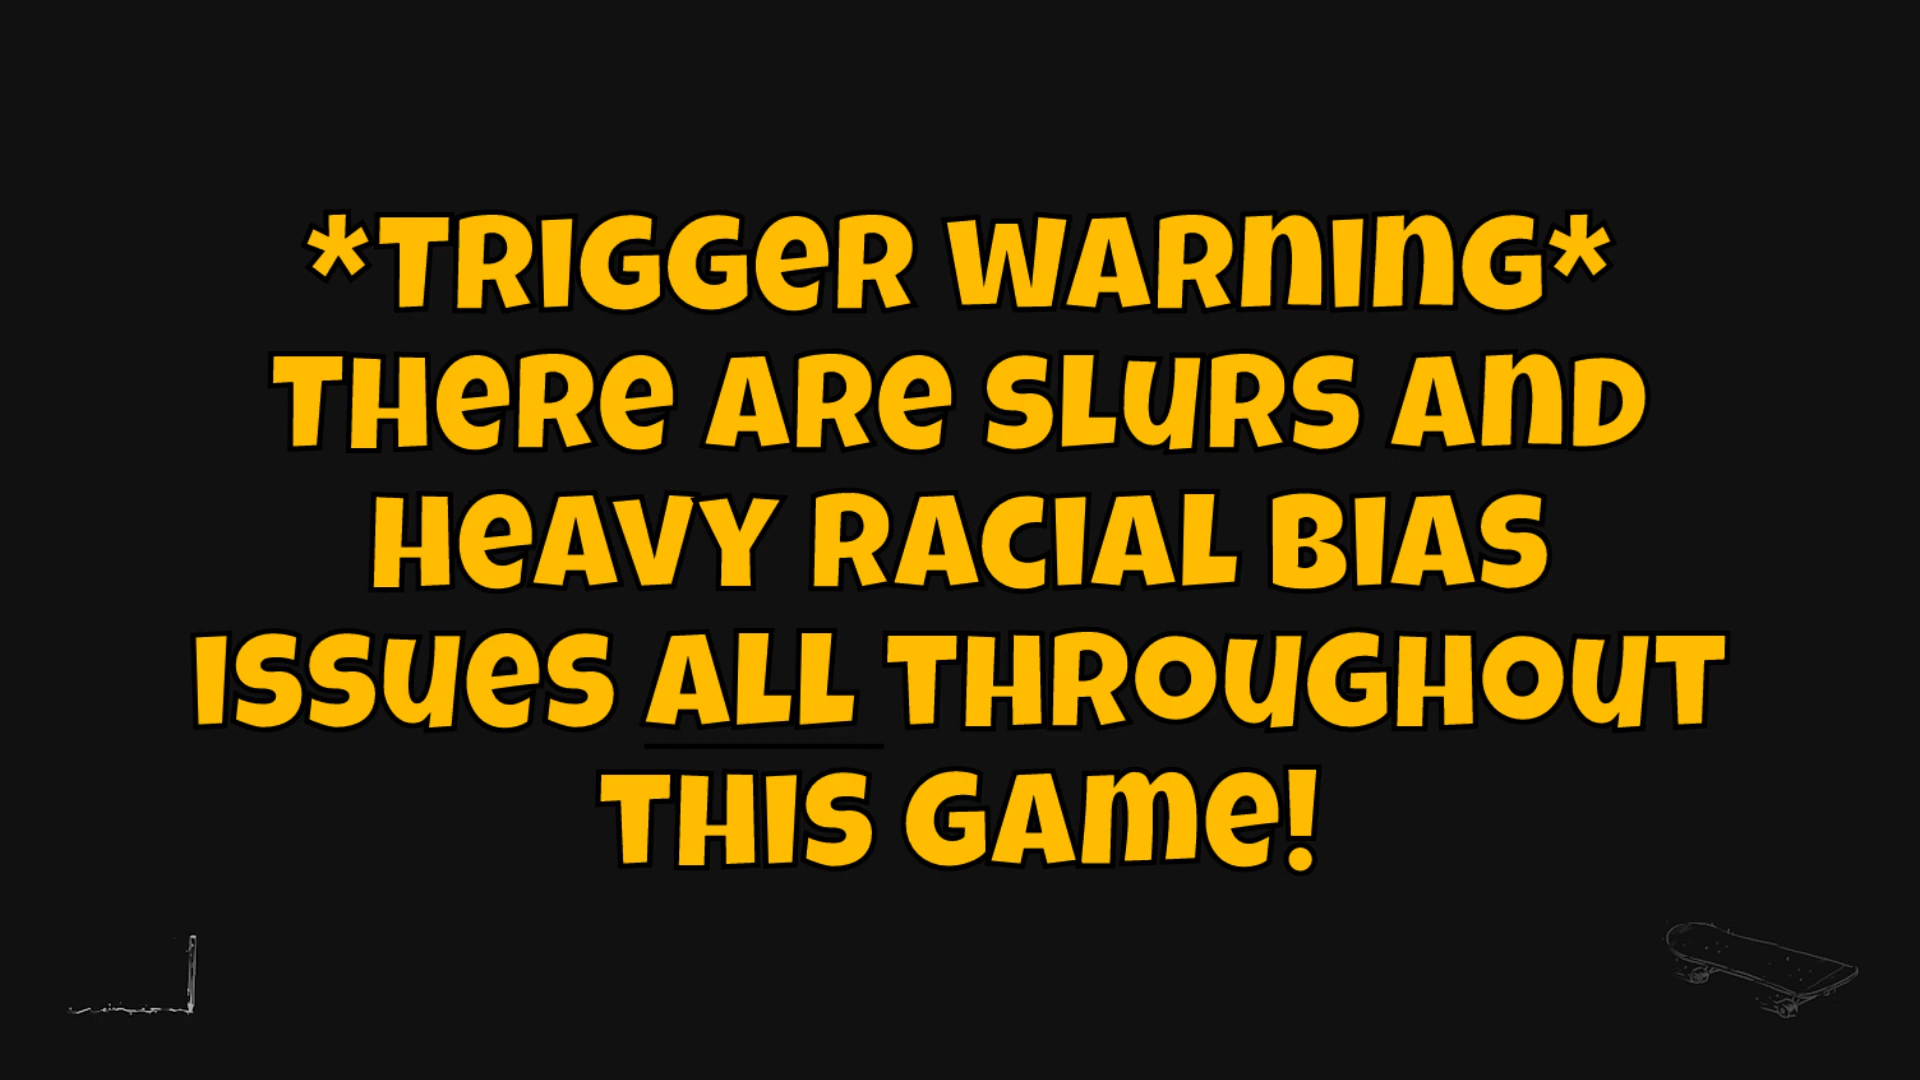 *TRIGGER WARNING*
THERE ARE SLURS AND
HEAVY RACIAL BIAS
ISSUES ALL THROUGHOUT
THIS GAME!